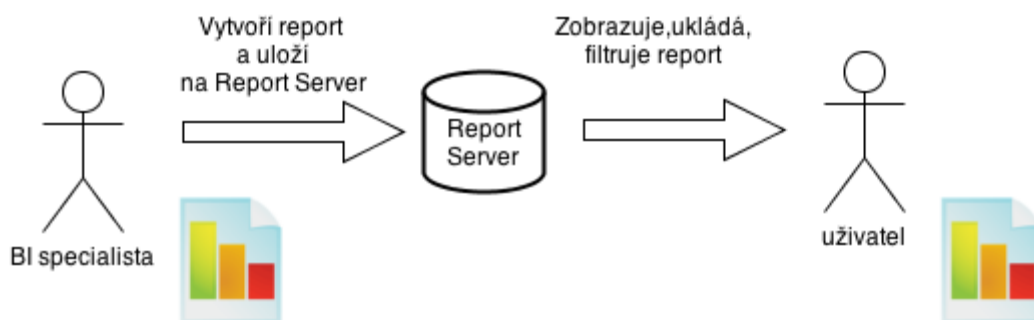 Vytvoří report
a uloží
na Report Server
Zobrazuje,ukládá,
filtruje report
Report
Server
BI specialista
uživatel